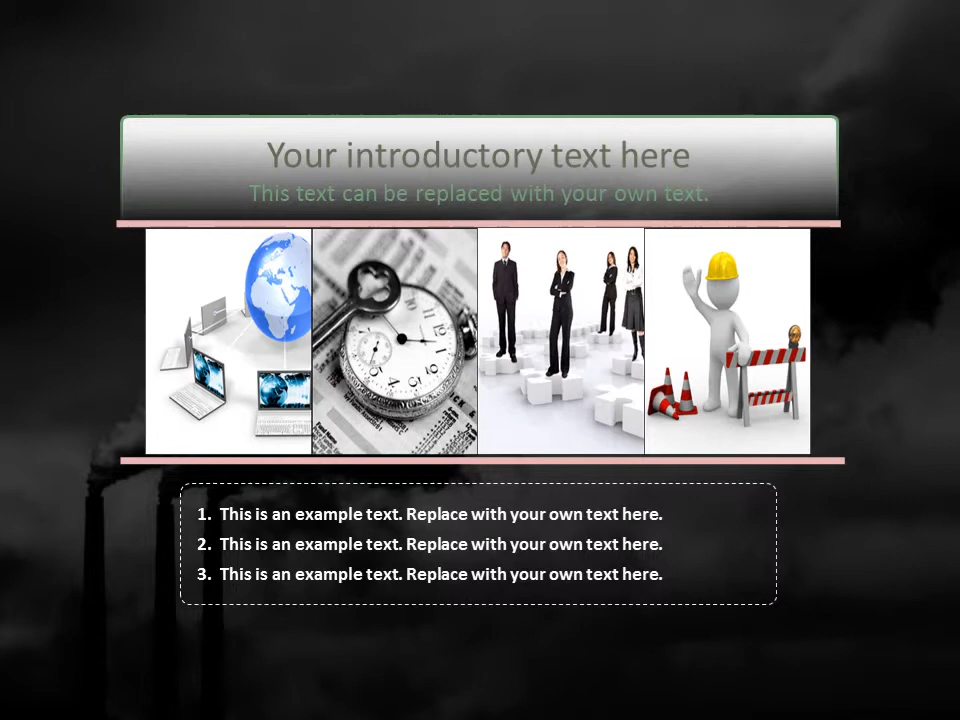 Your introductory text here
This text can be replaced with your own text.
1. This is an example text. Replace with your own text here.
2. This is an example text. Replace with your own text here.
3. This is an example text. Replace with your own text here.